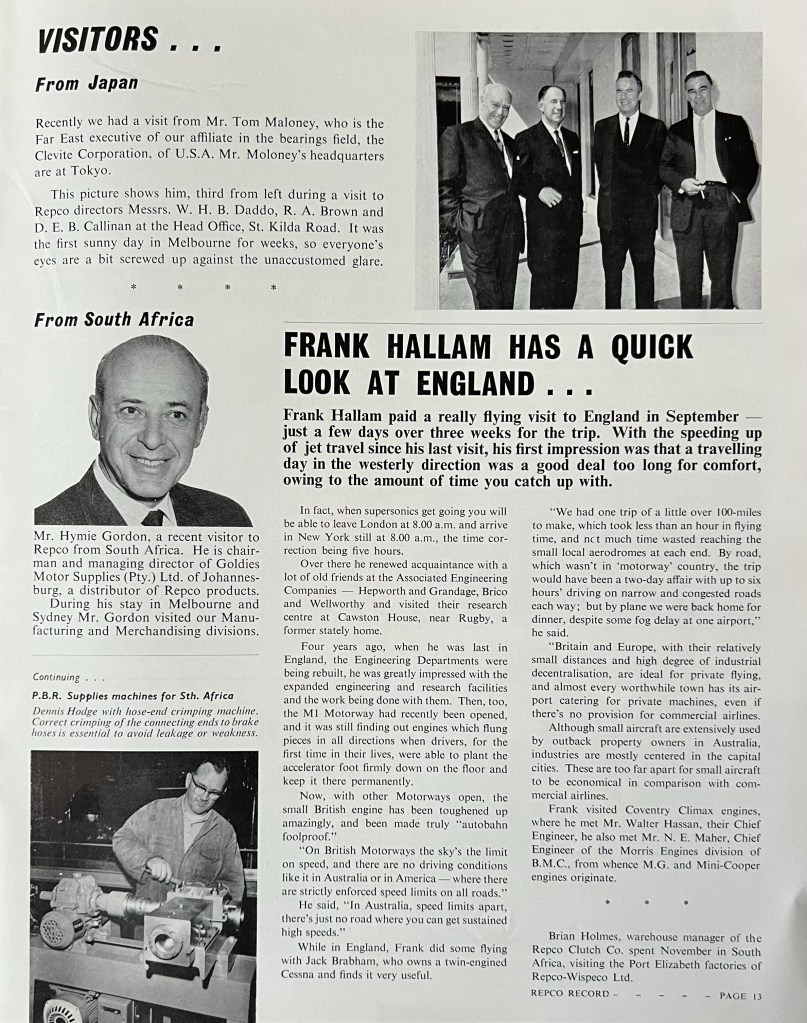 VISITORS . . .
From Japan
Recently we had a visit from Mr. Tom Maloney, who is the
Far East executive of our affiliate in the bearings field, the
Clevite Corporation, of U.S.A. Mr. Moloney's headquarters
are at Tokyo.
This picture shows him, third from left during a visit to
Repco directors Messrs. W. H. B. Daddo, R. A. Brown and
D. E. B. Callinan at the Head Office, St. Kilda Road. It was
the first sunny day in Melbourne for weeks, so everyone's
eyes are a bit screwed up against the unaccustomed glare.
* * * *
From South Africa
Mr. Hymie Gordon, a recent visitor to
Repco from South Africa. He is chair-
man and managing director of Goldies
Motor Supplies (Pty.) Ltd. of Johannes-
burg, a distributor of Repco products.
During his stay in Melbourne and
Sydney Mr. Gordon visited our Manu-
facturing and Merchandising divisions.
Continuing . . .
P.B.R. Supplies machines for Sth. Africa
Dennis Hodge with hose-end crimping machine.
Correct crimping of the connecting ends to brake
hoses is essential to avoid leakage or weakness.
FRANK HALLAM HAS A QUICK
LOOK AT ENGLAND . . .
Frank Hallam paid a really flying visit to England in September —
just a few days over three weeks for the trip. With the speeding up
of jet travel since his last visit, his first impression was that a travelling
day in the westerly direction was a good deal too long for comfort,
owing to the amount of time you catch up with.
In fact, when supersonics get going you will
be able to leave London at 8.00 a.m. and arrive
in New York still at 8.00 a.m., the time cor-
rection being five hours.
Over there he renewed acquaintance with a
lot of old friends at the Associated Engineering
Companies — Hepworth and Grandage, Brico
and Wellworthy and visited their research
centre at Cawston House, near Rugby, a
former stately home.
Four years ago, when he was last in
England, the Engineering Departments were
being rebuilt, he was greatly impressed with the
expanded engineering and research facilities
and the work being done with them. Then, too,
the M1 Motorway had recently been opened,
and it was still finding out engines which flung
pieces in all directions when drivers, for the
first time in their lives, were able to plant the
accelerator foot firmly down on the floor and
keep it there permanently.
Now, with other Motorways open, the
small British engine has been toughened up
amazingly, and been made truly "autobahn
foolproof."
"On British Motorways the sky's the limit
on speed, and there are no driving conditions
like it in Australia or in America — where there
are strictly enforced speed limits on all roads."
He said, "In Australia, speed limits apart,
there's just no road where you can get sustained
high speeds."
While in England, Frank did some flying
with Jack Brabham, who owns a twin-engined
Cessna and finds it very useful.
"We had one trip of a little over 100-miles
to make, which took less than an hour in flying
time, and not much time wasted reaching the
small local aerodromes at each end. By road,
which wasn't in 'motorway' country, the trip
would have been a two-day affair with up to six
hours' driving on narrow and congested roads
each way; but by plane we were back home for
dinner, despite some fog delay at one airport,"
he said.
"Britain and Europe, with their relatively
small distances and high degree of industrial
decentralisation, are ideal for private flying,
and almost every worthwhile town has its air-
port catering for private machines, even if
there's no provision for commercial airlines.
Although small aircraft are extensively used
by outback property owners in Australia,
industries are mostly centered in the capital
cities. These are too far apart for small aircraft
to be economical in comparison with com-
mercial airlines.
Frank visited Coventry Climax engines,
where he met Mr. Walter Hassan, their Chief
Engineer, he also met Mr. N. E. Maher, Chief
Engineer of the Morris Engines division of
B.M.C., from whence M.G. and Mini-Cooper
engines originate.
* * *
Brian Holmes, warehouse manager of the
Repco Clutch Co. spent November in South
Africa, visiting the Port Elizabeth factories of
Repco-Wispeco Ltd.
REPCO RECORD – – – – – PAGE 13